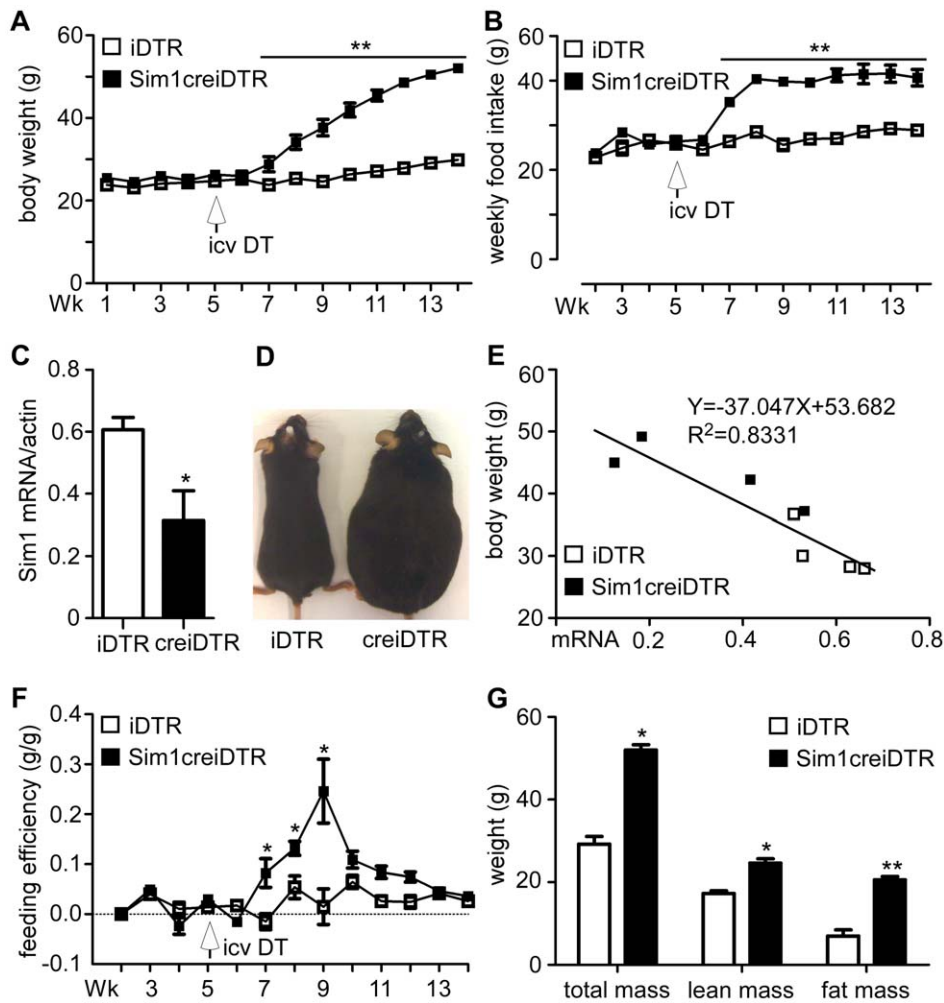 A
body weight (g)
60
40
20
0
iDTR
Sim1creiDTR
**
icv DT
Wk 1 3 5 7 9 11 13
B
weekly food intake (g)
60
40
20
0
iDTR
Sim1creiDTR
**
icv DT
Wk 3 5 7 9 11 13
C
Sim1 mRNA/actin
0.8
0.6
0.4
0.2
0
*
iDTR creiDTR
D
iDTR creiDTR
E
body weight (g)
60
50
40
30
20
Y=-37.047X+53.682
R²=0.8331
iDTR
Sim1creiDTR
mRNA 0.2 0.4 0.6 0.8
F
feeding efficiency (g/g)
0.4
0.3
0.2
0.1
0.0
-0.1
iDTR
Sim1creiDTR
*
*
*
icv DT
Wk 3 5 7 9 11 13
G
weight (g)
60
40
20
0
iDTR
Sim1creiDTR
*
*
**
total mass lean mass fat mass